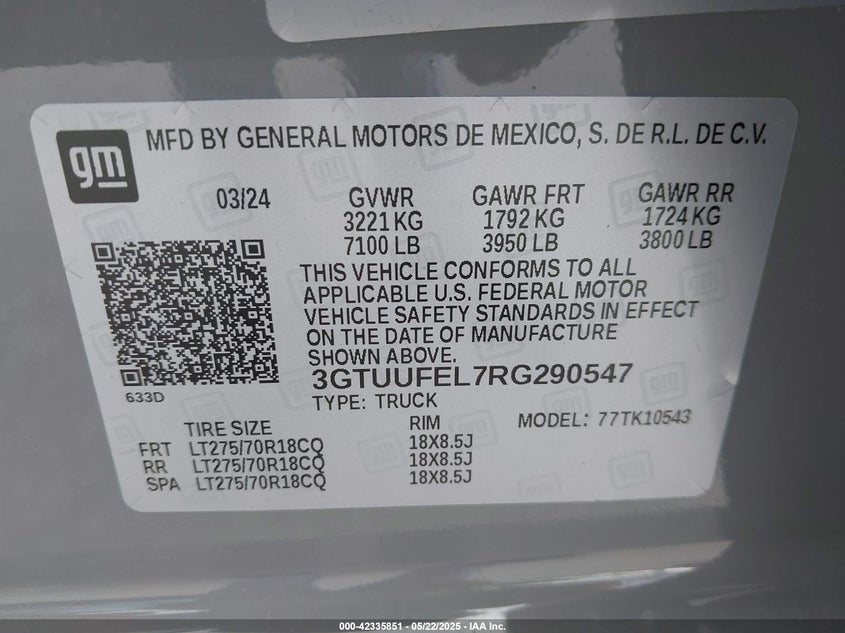 gm
MFD BY GENERAL MOTORS DE MEXICO, S. DE R.L. DE C.V.
03/24 GVWR GAWR FRT GAWR RR
3221 KG 1792 KG 1724 KG
7100 LB 3950 LB 3800 LB
THIS VEHICLE CONFORMS TO ALL
APPLICABLE U.S. FEDERAL MOTOR
VEHICLE SAFETY STANDARDS IN EFFECT
ON THE DATE OF MANUFACTURE
SHOWN ABOVE.
3GTUUFEL7RG290547
633D
TYPE: TRUCK
TIRE SIZE RIM MODEL: 77TK10543
FRT LT275/70R18CQ 18X8.5J
RR LT275/70R18CQ 18X8.5J
SPA LT275/70R18CQ 18X8.5J
000-42335851 - 05/22/2025 - IAA Inc.